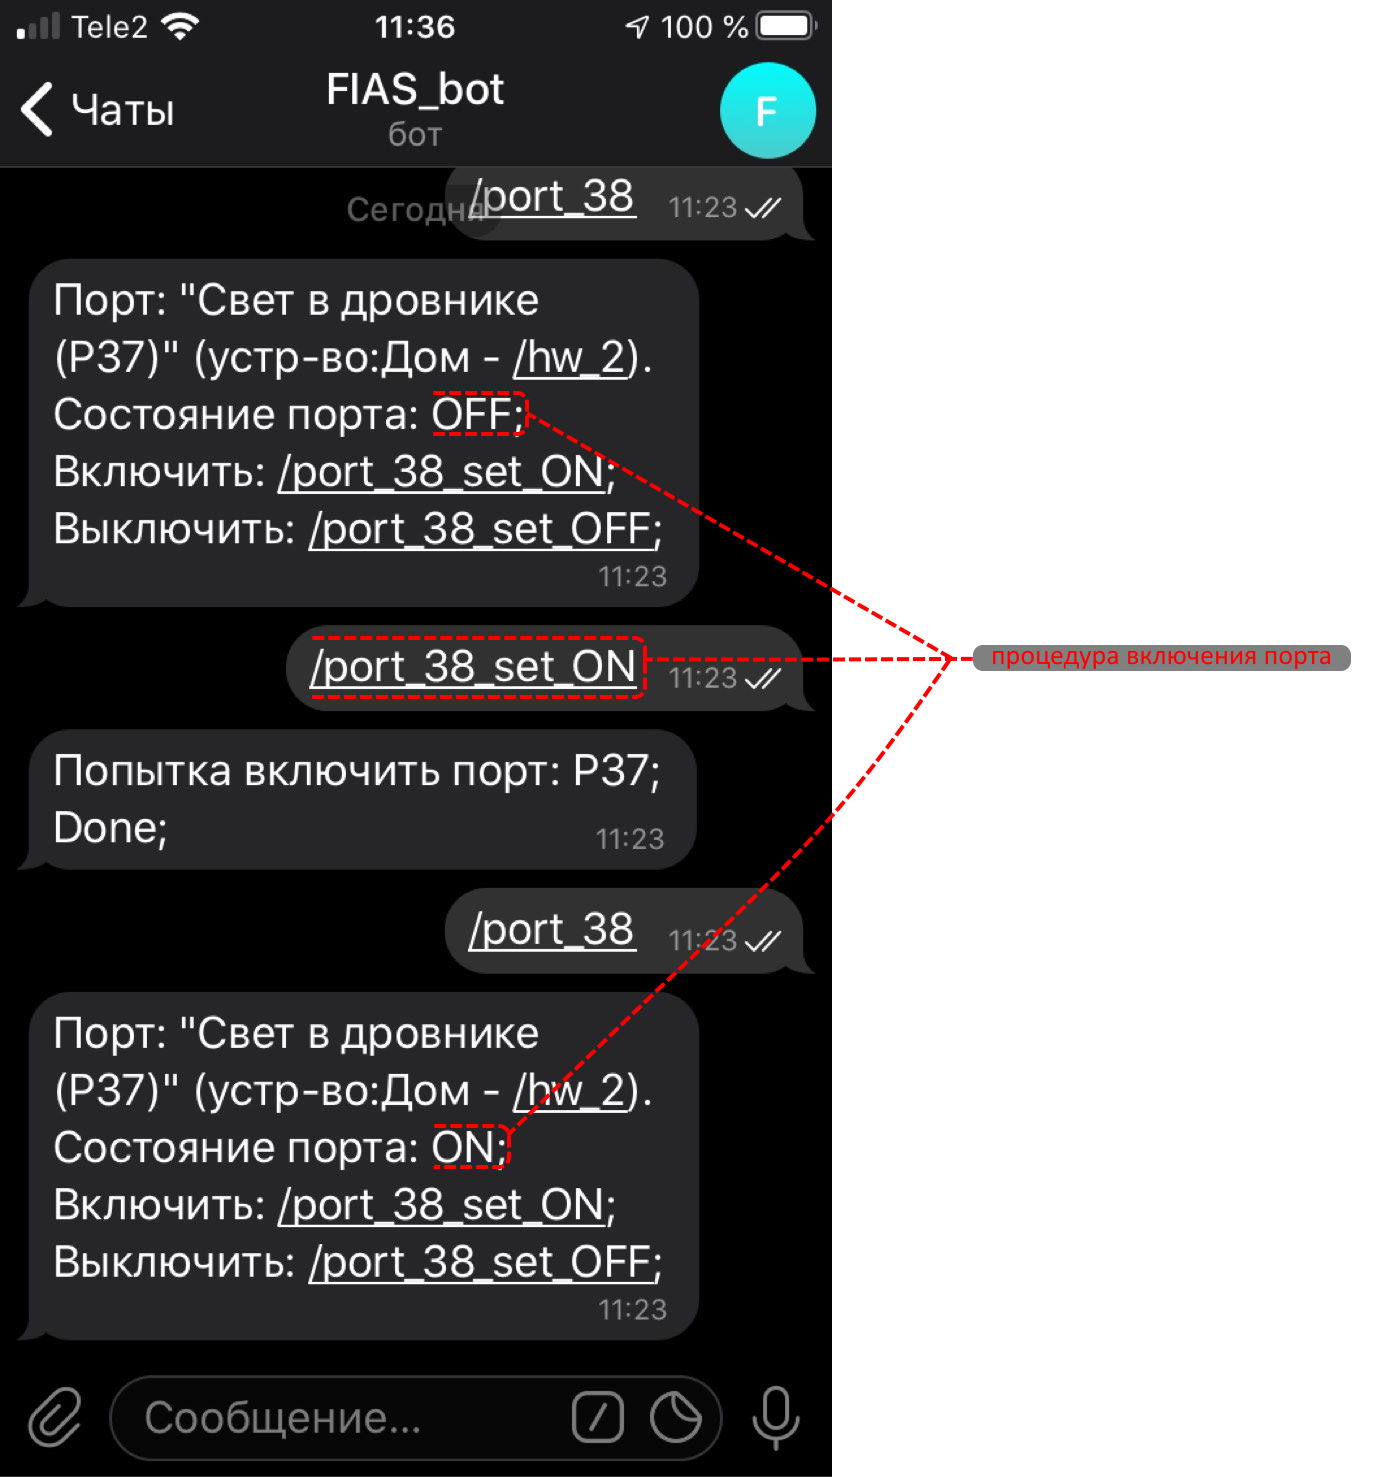 Tele2 11:36 100 %
Чаты
FIAS_bot
бот
F
Сегодня
/port_38 11:23
Порт: "Свет в дровнике
(P37)" (устр-во:Дом - /hw_2).
Состояние порта: OFF;
Включить: /port_38_set_ON;
Выключить: /port_38_set_OFF;
11:23
/port_38_set_ON 11:23
процедура включения порта
Попытка включить порт: P37;
Done; 11:23
/port_38 11:23
Порт: "Свет в дровнике
(P37)" (устр-во:Дом - /hw_2).
Состояние порта: ON;
Включить: /port_38_set_ON;
Выключить: /port_38_set_OFF;
11:23
Сообщение...